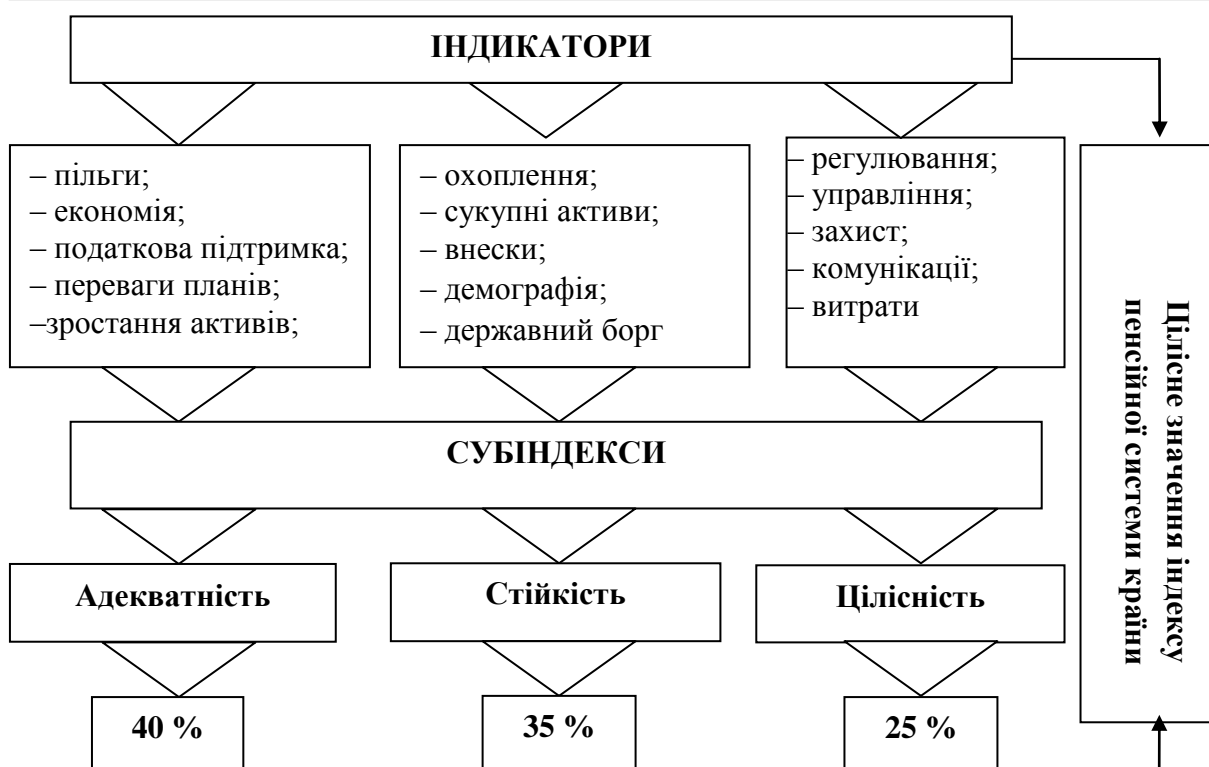 ІНДИКАТОРИ
– пільги;
– економія;
– податкова підтримка;
– переваги планів;
–зростання активів;
– охоплення;
– сукупні активи;
– внески;
– демографія;
– державний борг
– регулювання;
– управління;
– захист;
– комунікації;
– витрати
СУБІНДЕКСИ
Адекватність
Стійкість
Цілісність
40 %
35 %
25 %
Цілісне значення індексу
пенсійної системи країни